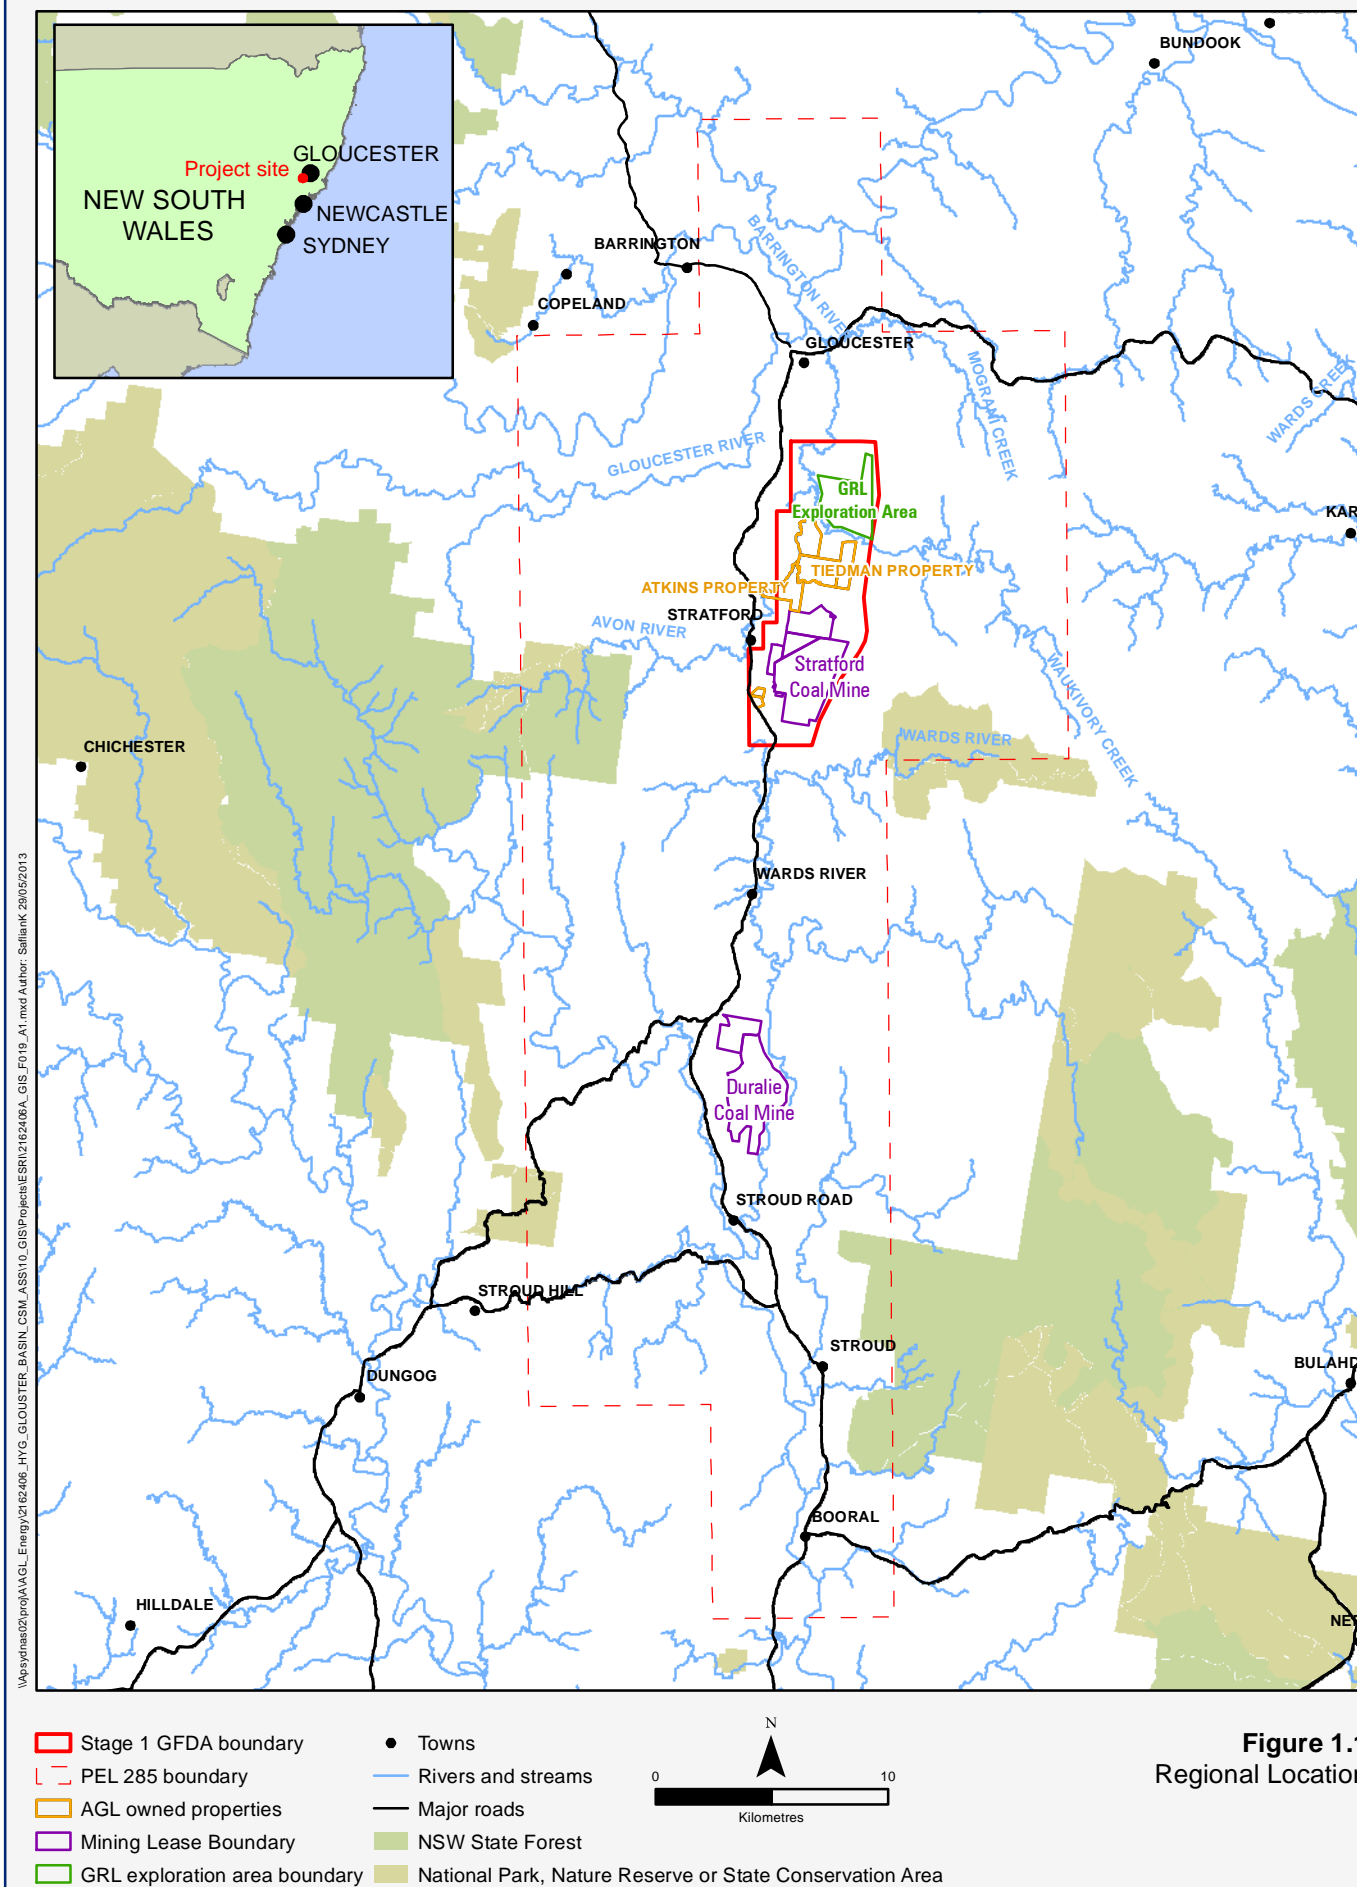 BUNDOOK
GLOUCESTER
Project site
NEW SOUTH
WALES
NEWCASTLE
SYDNEY
BARRINGTON
BARRINGTON RIVER
COPELAND
GLOUCESTER
MOGRANI CREEK
WARDS CREEK
GLOUCESTER RIVER
GRL
Exploration Area
KAR
TIEDMAN PROPERTY
ATKINS PROPERTY
STRATFORD
AVON RIVER
Stratford
Coal Mine
WAUKIVORY CREEK
WARDS RIVER
CHICHESTER
WARDS RIVER
Duralie
Coal Mine
STROUD ROAD
STROUD HILL
STROUD
DUNGOG
BULAHD
BOORAL
HILLDALE
NE
\\Apsydnas02\proj\A\AGL_Energy\2162406_HYG_GLOUSTER_BASIN_CSM_ASS\10_GIS\Projects\ESRI\2162406A_GIS_F019_A1.mxd Author: SaflianK 29/05/2013
Stage 1 GFDA boundary
PEL 285 boundary
AGL owned properties
Mining Lease Boundary
GRL exploration area boundary
Towns
Rivers and streams
Major roads
NSW State Forest
National Park, Nature Reserve or State Conservation Area
N
0 10
Kilometres
Figure 1.1
Regional Location